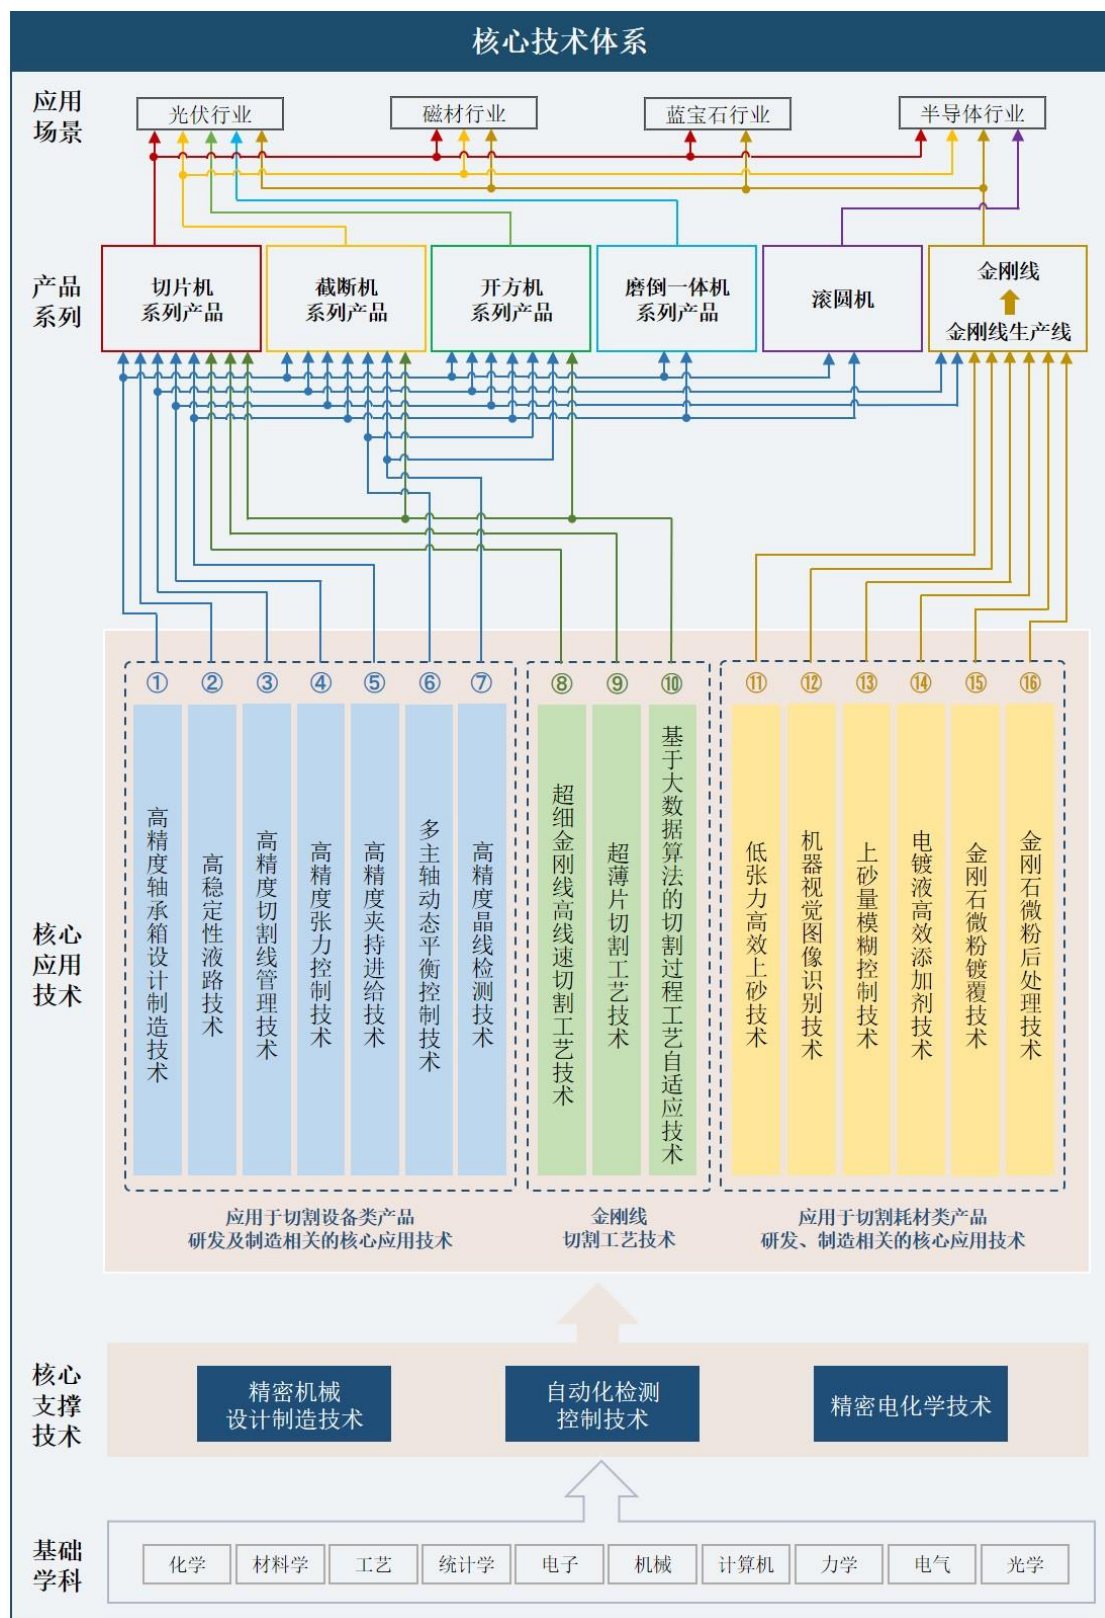 核心技术体系
应用
场景
光伏行业
磁材行业
蓝宝石行业
半导体行业
产品
系列
切片机
系列产品
截断机
系列产品
开方机
系列产品
磨倒一体机
系列产品
滚圆机
金刚线
金刚线生产线
核心
应用
技术
①
高精度轴承箱设计制造技术
②
高稳定性液路技术
③
高精度切割线管理技术
④
高精度张力控制技术
⑤
高精度夹持进给技术
⑥
多主轴动态平衡控制技术
⑦
高精度晶线检测技术
⑧
超细金刚线高线速切割工艺技术
⑨
超薄片切割工艺技术
⑩
基于大数据算法的切割过程工艺自适应技术
⑪
低张力高效上砂技术
⑫
机器视觉图像识别技术
⑬
上砂量模糊控制技术
⑭
电镀液高效添加剂技术
⑮
金刚石微粉镀覆技术
⑯
金刚石微粉后处理技术
应用于切割设备类产品
研发及制造相关的核心应用技术
金刚线
切割工艺技术
应用于切割耗材类产品
研发、制造相关的核心应用技术
核心
支撑
技术
精密机械
设计制造技术
自动化检测
控制技术
精密电化学技术
基础
学科
化学
材料学
工艺
统计学
电子
机械
计算机
力学
电气
光学